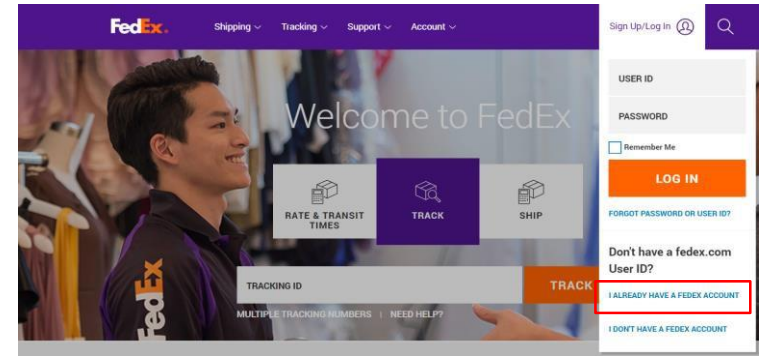 FedEx.
Shipping
Tracking
Support
Account
Sign Up/Log In
Welcome to FedEx
RATE & TRANSIT
TIMES
TRACK
SHIP
TRACKING ID
TRACK
MULTIPLE TRACKING NUMBERS | NEED HELP?
FedEx
USER ID
PASSWORD
Remember Me
LOG IN
FORGOT PASSWORD OR USER ID?
Don't have a fedex.com
User ID?
I ALREADY HAVE A FEDEX ACCOUNT
I DON'T HAVE A FEDEX ACCOUNT